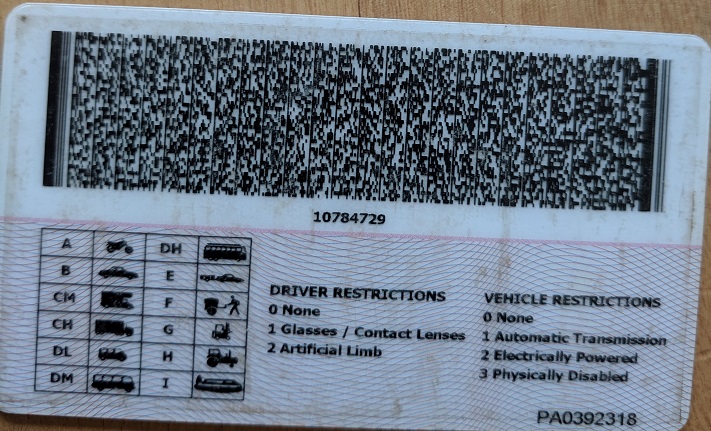 10784729
A DH
B E
CM F
CH G
DL H
DM I
DRIVER RESTRICTIONS
0 None
1 Glasses / Contact Lenses
2 Artificial Limb
VEHICLE RESTRICTIONS
0 None
1 Automatic Transmission
2 Electrically Powered
3 Physically Disabled
PA0392318